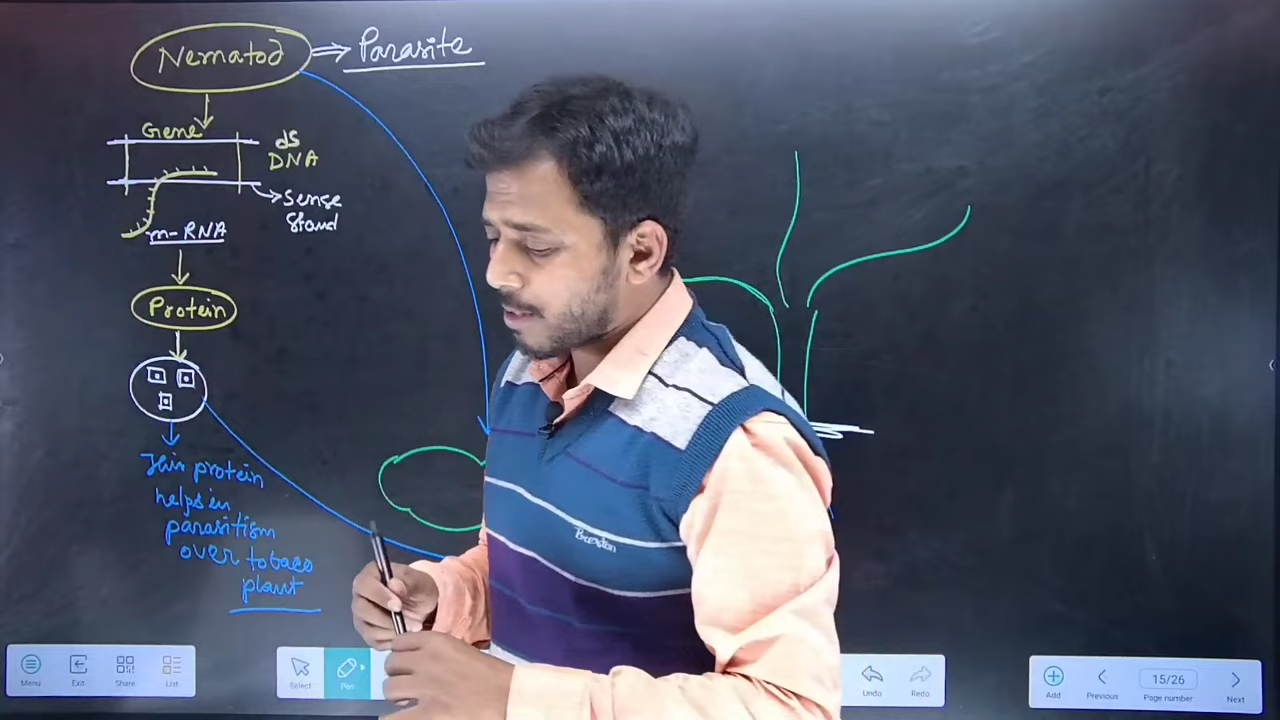 Nematod ⇒ Parasite
Gene
ds
DNA
Sense
Stand
m-RNA
Protein
This protein
helps in
parasitism
over tobaco
plant
Brexton
Menu
Exit
Share
List
Select
Pen
Undo
Redo
Add
Previous
15/26
Page number
Next